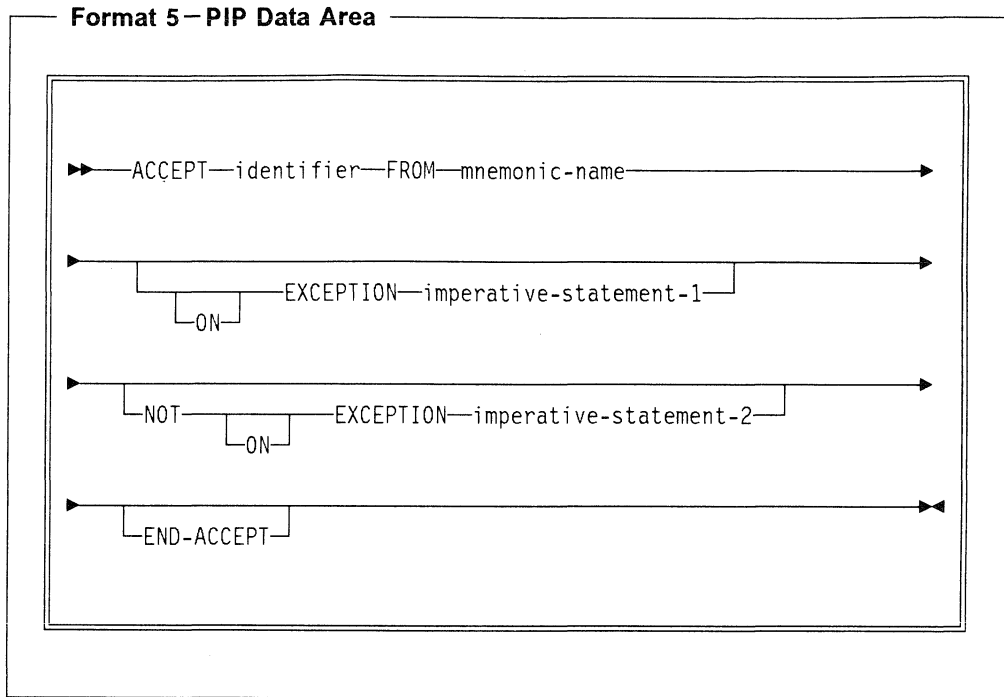 Format 5—PIP Data Area
ACCEPT—identifier—FROM—mnemonic-name
EXCEPTION—imperative-statement-1
ON
NOT EXCEPTION—imperative-statement-2
ON
END-ACCEPT